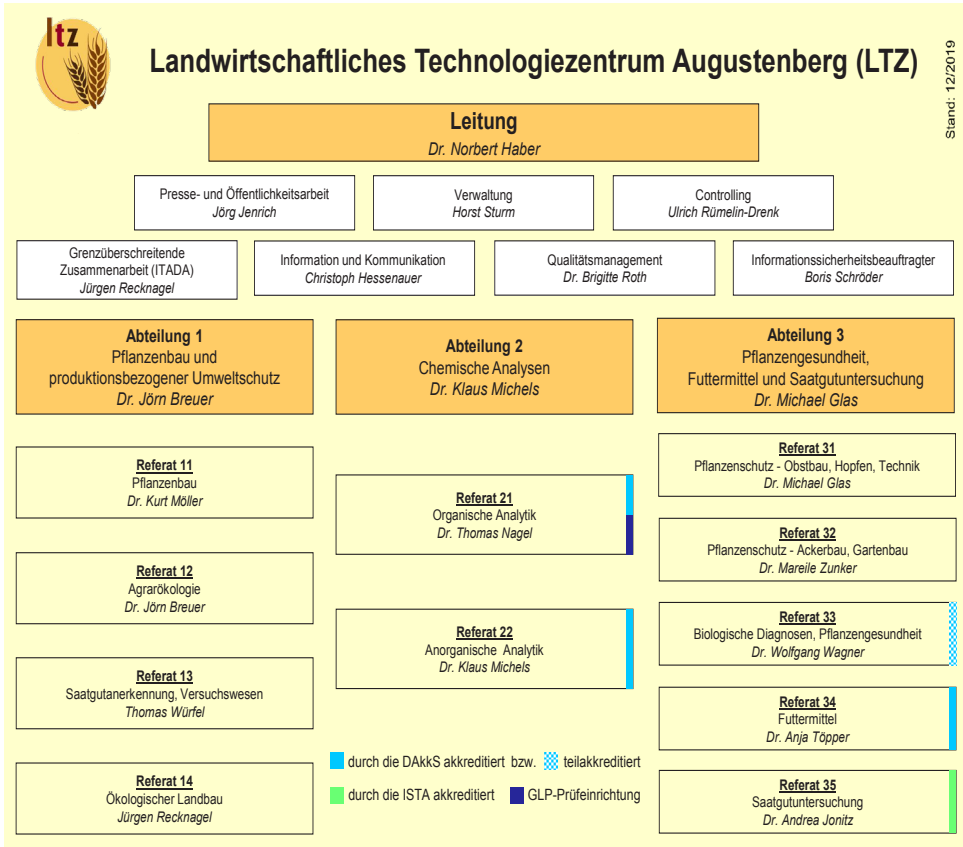 ltz
Landwirtschaftliches Technologiezentrum Augustenberg (LTZ)
Stand: 12/2019
Leitung
Dr. Norbert Haber
Presse- und Öffentlichkeitsarbeit
Jörg Jenrich
Verwaltung
Horst Sturm
Controlling
Ulrich Rümelin-Drenk
Grenzüberschreitende
Zusammenarbeit (ITADA)
Jürgen Recknagel
Information und Kommunikation
Christoph Hessenauer
Qualitätsmanagement
Dr. Brigitte Roth
Informationssicherheitsbeauftragter
Boris Schröder
Abteilung 1
Pflanzenbau und
produktionsbezogener Umweltschutz
Dr. Jörn Breuer
Referat 11
Pflanzenbau
Dr. Kurt Möller
Referat 12
Agrarökologie
Dr. Jörn Breuer
Referat 13
Saatgutanerkennung, Versuchswesen
Thomas Würfel
Referat 14
Ökologischer Landbau
Jürgen Recknagel
Abteilung 2
Chemische Analysen
Dr. Klaus Michels
Referat 21
Organische Analytik
Dr. Thomas Nagel
Referat 22
Anorganische Analytik
Dr. Klaus Michels
Abteilung 3
Pflanzengesundheit,
Futtermittel und Saatgutuntersuchung
Dr. Michael Glas
Referat 31
Pflanzenschutz - Obstbau, Hopfen, Technik
Dr. Michael Glas
Referat 32
Pflanzenschutz - Ackerbau, Gartenbau
Dr. Mareile Zunker
Referat 33
Biologische Diagnosen, Pflanzengesundheit
Dr. Wolfgang Wagner
Referat 34
Futtermittel
Dr. Anja Töpper
Referat 35
Saatgutuntersuchung
Dr. Andrea Jonitz
durch die DAkkS akkreditiert bzw. teilakkreditiert
durch die ISTA akkreditiert GLP-Prüfeinrichtung